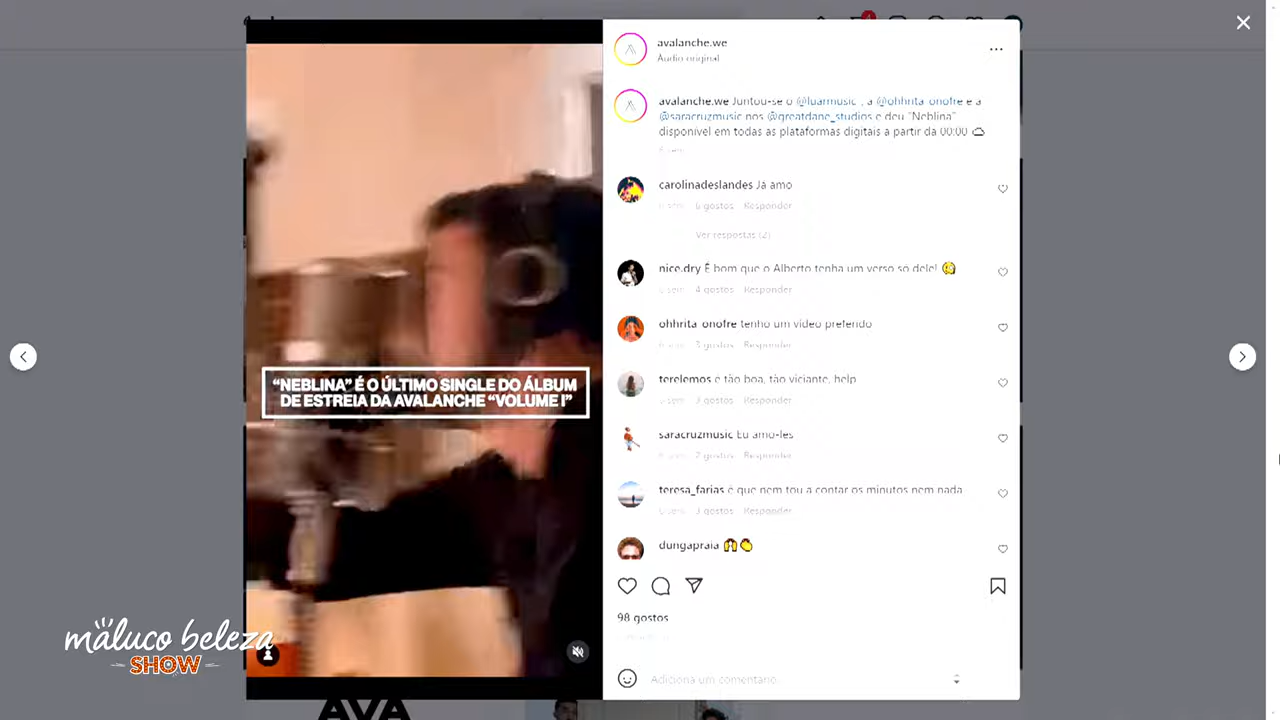 avalanche.we
Áudio original
avalanche.we Juntou-se o @luarmusic_, a @ohhrita_onofre e a
@saracruzmusic nos @greatdane_studios e deu "Neblina"
disponível em todas as plataformas digitais a partir da 00:00
carolinadeslandes Já amo
6 gostos Responder
Ver respostas (2)
nice.dry É bom que o Alberto tenha um verso só dele!
4 gostos Responder
ohhrita_onofre tenho um vídeo preferido
3 gostos Responder
terelemos é tão boa, tão viciante, help
3 gostos Responder
saracruzmusic Eu amo-les
2 gostos Responder
teresa_farias é que nem tou a contar os minutos nem nada
3 gostos Responder
dungapraia
98 gostos
Adiciona um comentário...
"NEBLINA" É O ÚLTIMO SINGLE DO ÁLBUM
DE ESTREIA DA AVALANCHE "VOLUME I"
maluco beleza
SHOW
AVA